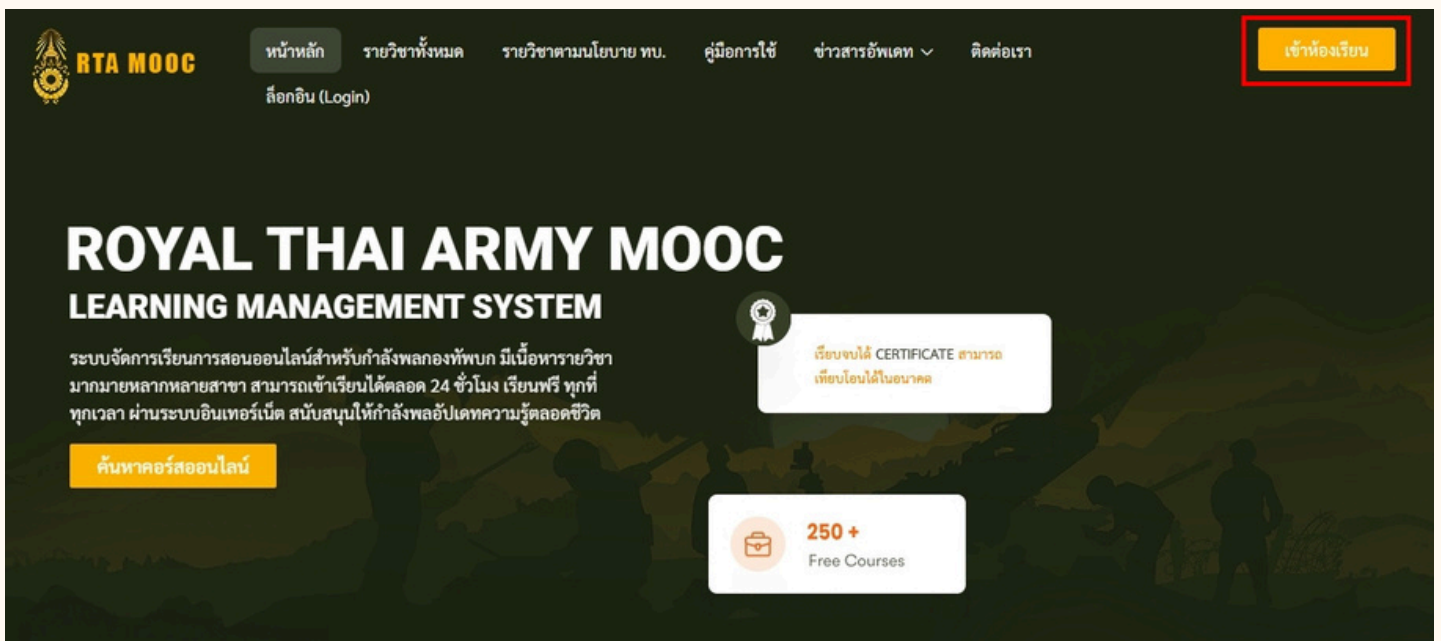 RTA MOOC
หน้าหลัก รายวิชาทั้งหมด รายวิชาตามนโยบาย ทบ. คู่มือการใช้ ข่าวสารอัพเดท ติดต่อเรา
เข้าห้องเรียน
ล็อกอิน (Login)
ROYAL THAI ARMY MOOC
LEARNING MANAGEMENT SYSTEM
ระบบจัดการเรียนการสอนออนไลน์สำหรับกำลังพลกองทัพบก มีเนื้อหารายวิชา
มากมายหลากหลายสาขา สามารถเข้าเรียนได้ตลอด 24 ชั่วโมง เรียนฟรี ทุกที่
ทุกเวลา ผ่านระบบอินเทอร์เน็ต สนับสนุนให้กำลังพลอัปเดทความรู้ตลอดชีวิต
ค้นหาคอร์สออนไลน์
เรียนจบได้ CERTIFICATE สามารถ
เทียบโอนได้ในอนาคต
250 +
Free Courses